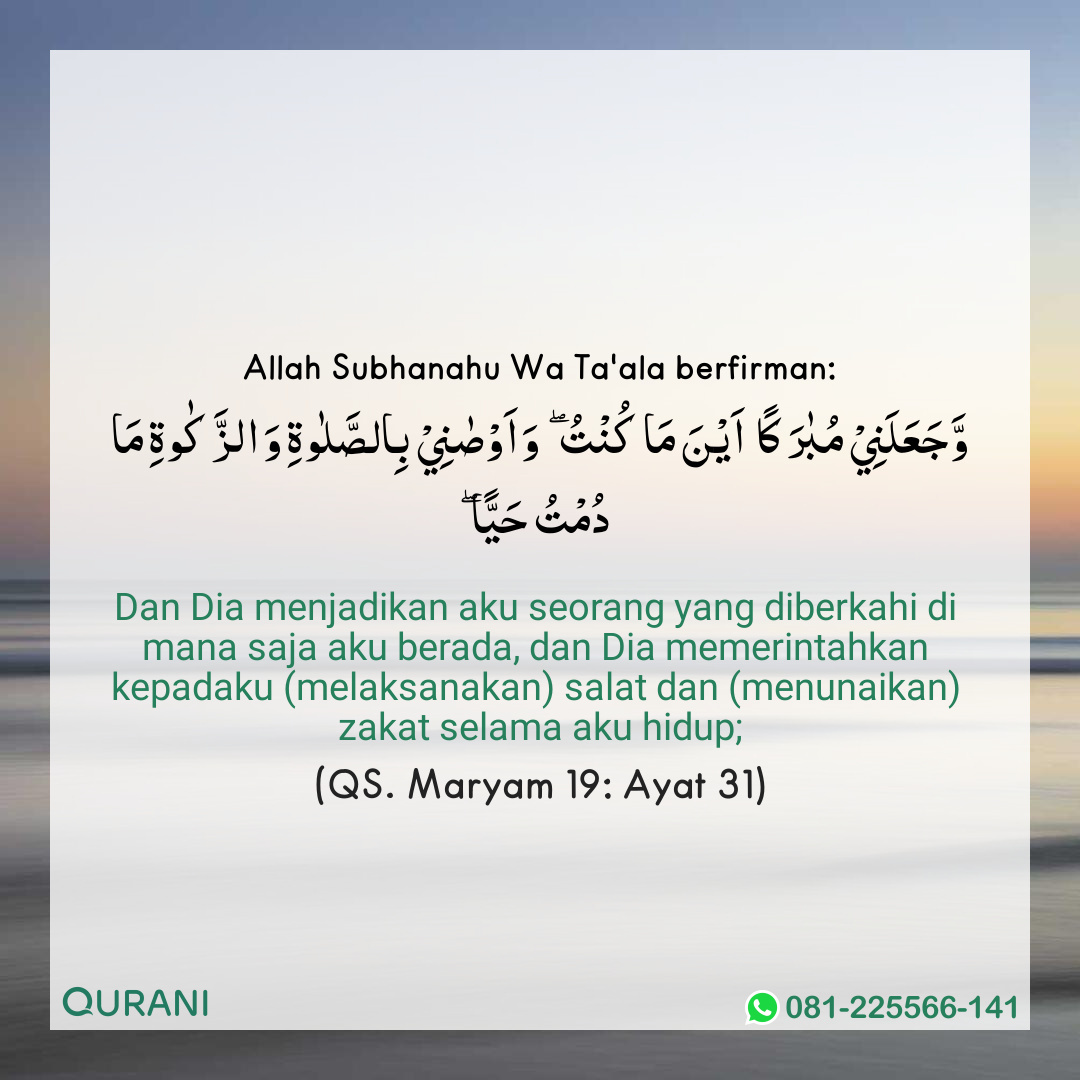 Allah Subhanahu Wa Ta'ala berfirman:
وَّجَعَلَنِيْ مُبٰرَكًا اَيْنَ مَا كُنْتُۖ وَاَوْصٰنِيْ بِالصَّلٰوةِ وَالزَّكٰوةِ مَا
دُمْتُ حَيًّاۖ
Dan Dia menjadikan aku seorang yang diberkahi di
mana saja aku berada, dan Dia memerintahkan
kepadaku (melaksanakan) salat dan (menunaikan)
zakat selama aku hidup;
(QS. Maryam 19: Ayat 31)
QURANI
081-225566-141